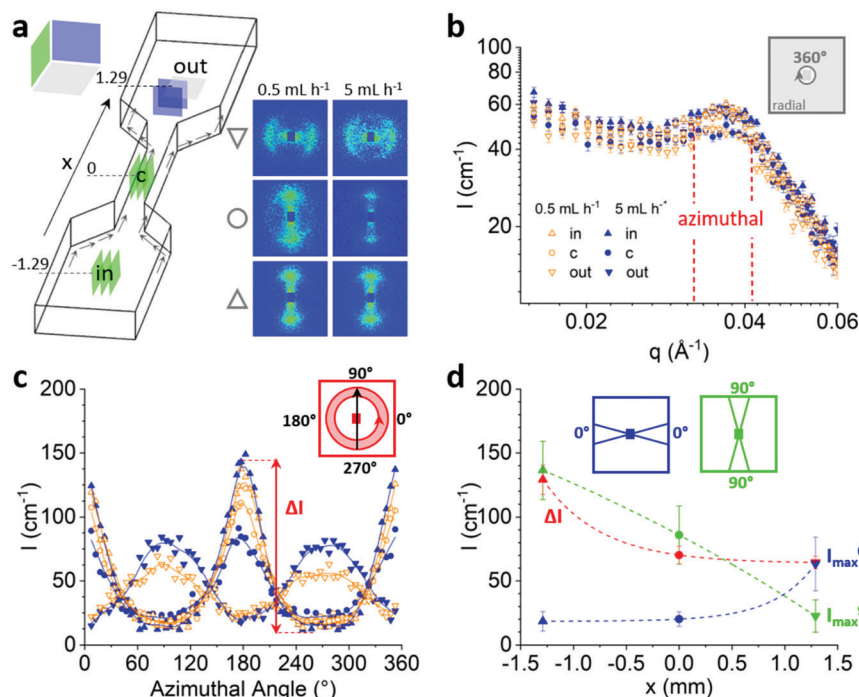 a
out
1.29
0.5 mL h-1 5 mL h-1
x
0
c
in
-1.29
b
100
80
60
40
20
I (cm-1)
360°
radial
0.5 mL h-1 5 mL h-*
in in
c c
out out
azimuthal
0.02 0.04 0.06
q (Å-1)
c
200
150
100
50
0
I (cm-1)
90°
180° 0°
270°
ΔI
0 60 120 180 240 300 360
Azimuthal Angle (°)
d
200
150
100
50
0
I (cm-1)
0° 0°
90°
90°
ΔI
Imax
Imax
-1.5 -1.0 -0.5 0.0 0.5 1.0 1.5
x (mm)